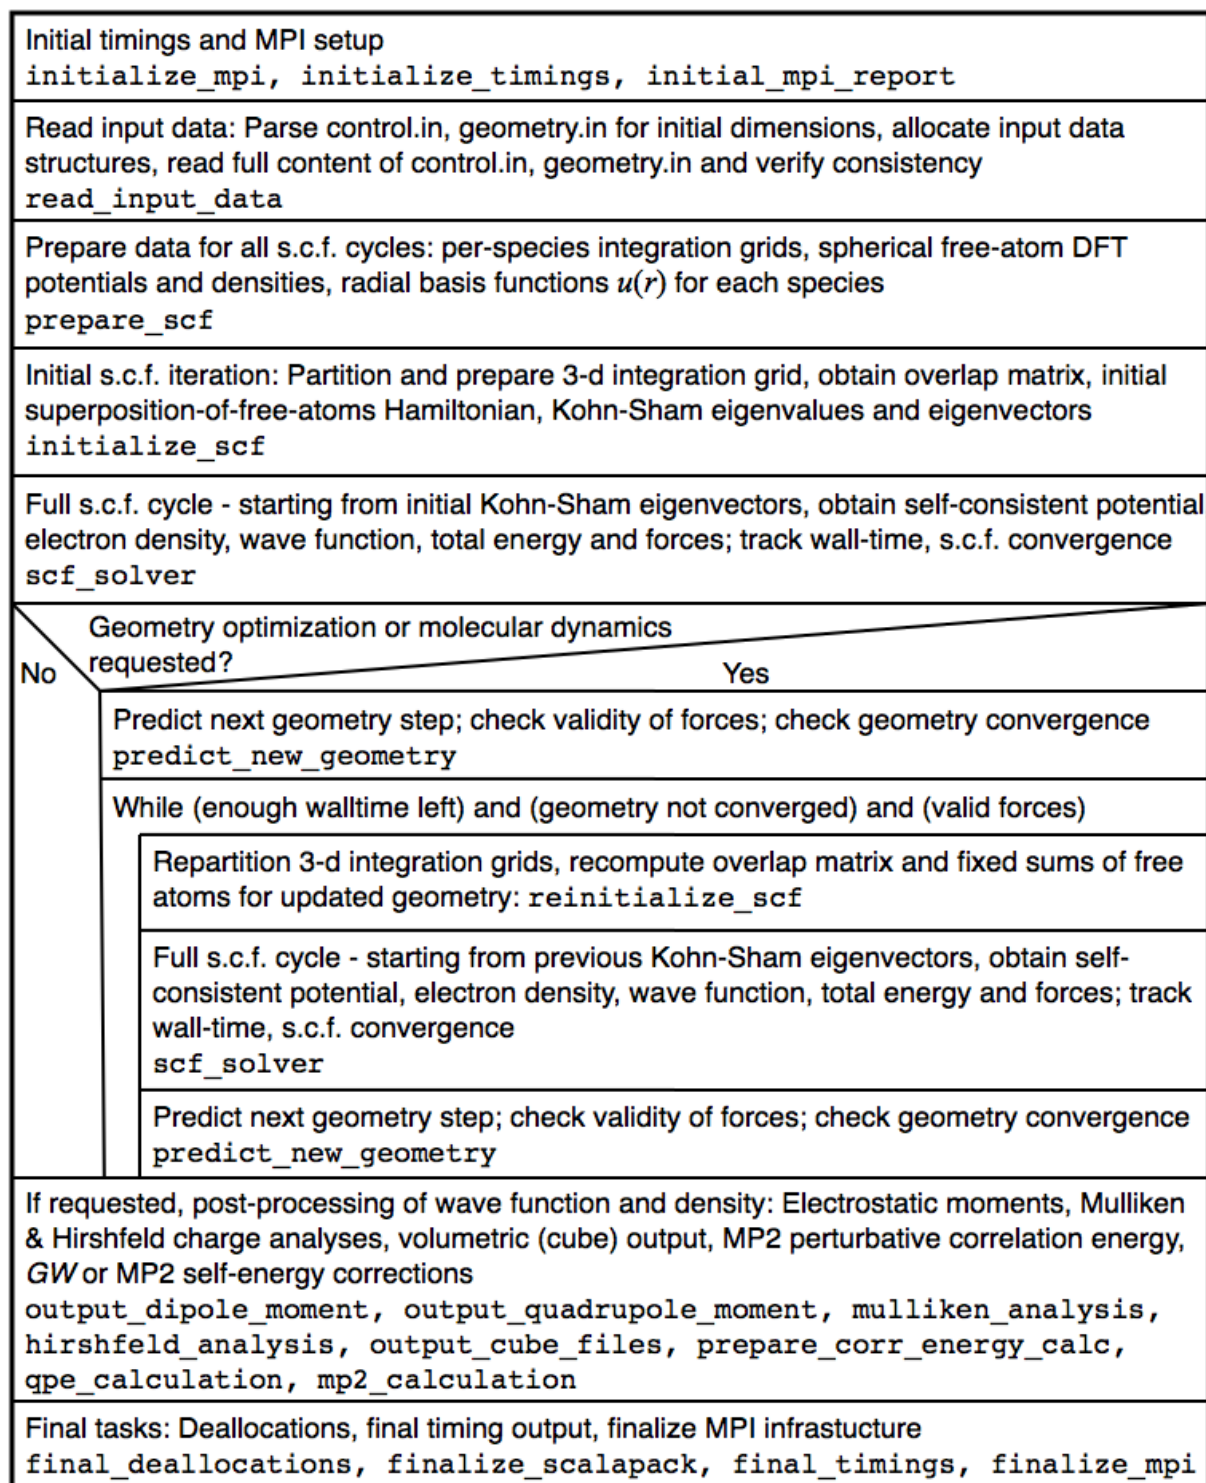 Initial timings and MPI setup
initialize_mpi, initialize_timings, initial_mpi_report
Read input data: Parse control.in, geometry.in for initial dimensions, allocate input data
structures, read full content of control.in, geometry.in and verify consistency
read_input_data
Prepare data for all s.c.f. cycles: per-species integration grids, spherical free-atom DFT
potentials and densities, radial basis functions u(r) for each species
prepare_scf
Initial s.c.f. iteration: Partition and prepare 3-d integration grid, obtain overlap matrix, initial
superposition-of-free-atoms Hamiltonian, Kohn-Sham eigenvalues and eigenvectors
initialize_scf
Full s.c.f. cycle - starting from initial Kohn-Sham eigenvectors, obtain self-consistent potential
electron density, wave function, total energy and forces; track wall-time, s.c.f. convergence
scf_solver
Geometry optimization or molecular dynamics
requested?
No
Yes
Predict next geometry step; check validity of forces; check geometry convergence
predict_new_geometry
While (enough walltime left) and (geometry not converged) and (valid forces)
Repartition 3-d integration grids, recompute overlap matrix and fixed sums of free
atoms for updated geometry: reinitialize_scf
Full s.c.f. cycle - starting from previous Kohn-Sham eigenvectors, obtain self-
consistent potential, electron density, wave function, total energy and forces; track
wall-time, s.c.f. convergence
scf_solver
Predict next geometry step; check validity of forces; check geometry convergence
predict_new_geometry
If requested, post-processing of wave function and density: Electrostatic moments, Mulliken
& Hirshfeld charge analyses, volumetric (cube) output, MP2 perturbative correlation energy,
GW or MP2 self-energy corrections
output_dipole_moment, output_quadrupole_moment, mulliken_analysis,
hirshfeld_analysis, output_cube_files, prepare_corr_energy_calc,
qpe_calculation, mp2_calculation
Final tasks: Deallocations, final timing output, finalize MPI infrastucture
final_deallocations, finalize_scalapack, final_timings, finalize_mpi